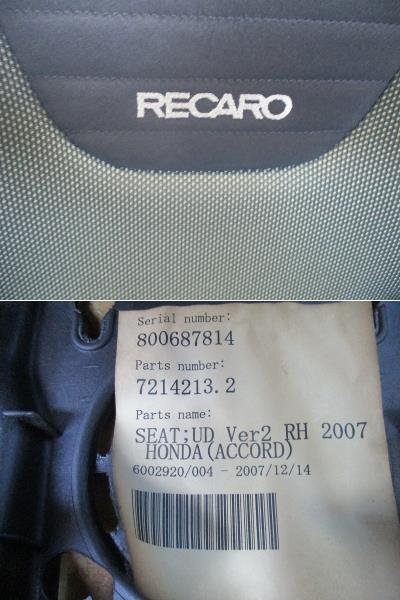 RECARO
Serial number:
800687814
Parts number:
7214213.2
Parts name:
SEAT;UD Ver2 RH 2007
HONDA(ACCORD)
6002920/004 - 2007/12/14